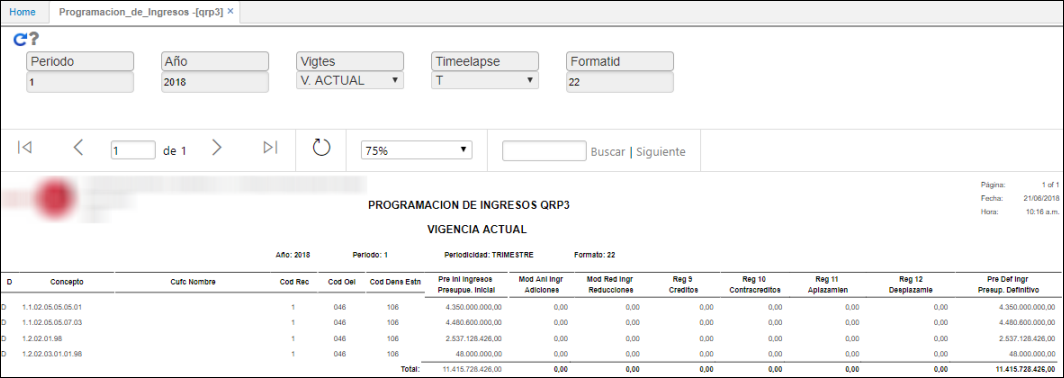 Home Programacion_de_Ingresos -[qrp3] ×
?
Periodo Año Vigtes Timeelapse Formatid
1 2018 V. ACTUAL T 22
1 de 1 75% Buscar | Siguiente
Página: 1 of 1
PROGRAMACION DE INGRESOS QRP3 Fecha: 21/06/2018
Hora: 10:16 a.m.
VIGENCIA ACTUAL
Año: 2018 Periodo: 1 Periodicidad: TRIMESTRE Formato: 22
D Concepto Cufc Nombre Cod Rec Cod Oei Cod Dens Estn Pre Ini Ingresos Presupue. Inicial Mod Ani Ingr Adiciones Mod Red Ingr Reducciones Reg 9 Creditos Reg 10 Contracreditos Reg 11 Aplazamien Reg 12 Desplazamie Pre Def Ingr Presup. Definitivo
D 1.1.02.05.05.05.01 1 046 106 4.350.000.000,00 0,00 0,00 0,00 0,00 0,00 0,00 4.350.000.000,00
D 1.1.02.05.05.07.03 1 046 106 4.480.600.000,00 0,00 0,00 0,00 0,00 0,00 0,00 4.480.600.000,00
D 1.2.02.01.98 1 046 106 2.537.128.426,00 0,00 0,00 0,00 0,00 0,00 0,00 2.537.128.426,00
D 1.2.02.03.01.01.98 1 046 106 48.000.000,00 0,00 0,00 0,00 0,00 0,00 0,00 48.000.000,00
Total: 11.415.728.426,00 0,00 0,00 0,00 0,00 0,00 0,00 11.415.728.426,00